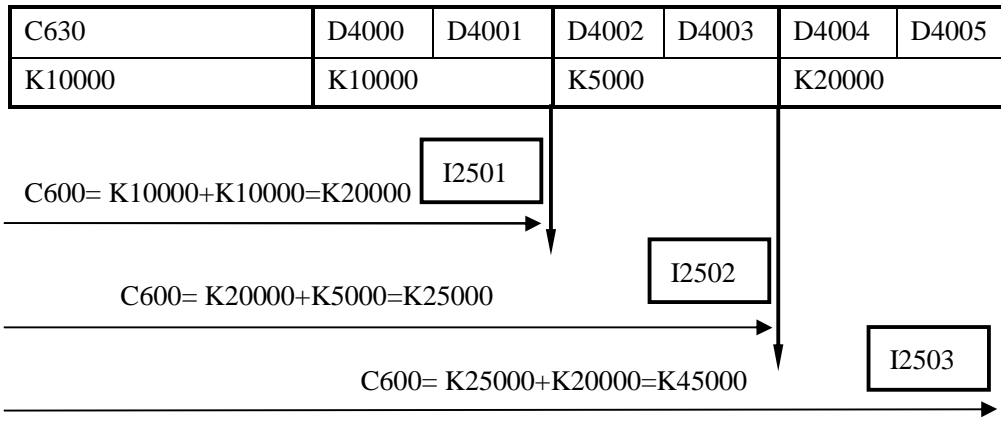 C630 D4000 D4001 D4002 D4003 D4004 D4005
K10000 K10000 K5000 K20000
I2501
C600= K10000+K10000=K20000
I2502
C600= K20000+K5000=K25000
I2503
C600= K25000+K20000=K45000